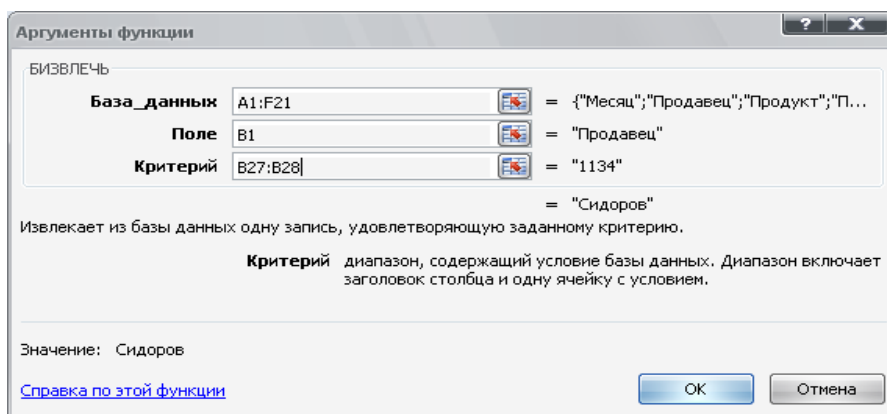 Аргументы функции
БИЗВЛЕЧЬ
База_данных A1:F21 = {"Месяц";"Продавец";"Продукт";"П...
Поле B1 = "Продавец"
Критерий B27:B28 = "1134"
= "Сидоров"
Извлекает из базы данных одну запись, удовлетворяющую заданному критерию.
Критерий диапазон, содержащий условие базы данных. Диапазон включает
заголовок столбца и одну ячейку с условием.
Значение: Сидоров
Справка по этой функции
OK Отмена